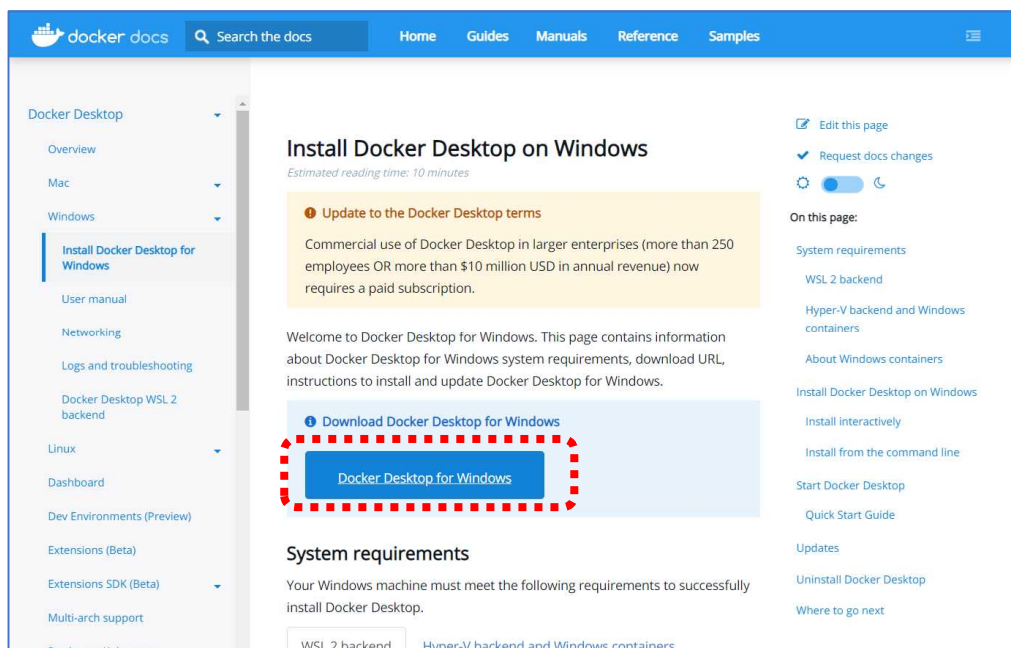 docker docs
Search the docs
Home Guides Manuals Reference Samples
Docker Desktop
Overview
Mac
Windows
Install Docker Desktop for
Windows
User manual
Networking
Logs and troubleshooting
Docker Desktop WSL 2
backend
Linux
Dashboard
Dev Environments (Preview)
Extensions (Beta)
Extensions SDK (Beta)
Multi-arch support
Install Docker Desktop on Windows
Estimated reading time: 10 minutes
Update to the Docker Desktop terms
Commercial use of Docker Desktop in larger enterprises (more than 250
employees OR more than $10 million USD in annual revenue) now
requires a paid subscription.
Welcome to Docker Desktop for Windows. This page contains information
about Docker Desktop for Windows system requirements, download URL,
instructions to install and update Docker Desktop for Windows.
Download Docker Desktop for Windows
Docker Desktop for Windows
System requirements
Your Windows machine must meet the following requirements to successfully
install Docker Desktop.
WSL 2 backend
Hyper-V backend and Windows containers
Edit this page
Request docs changes
On this page:
System requirements
WSL 2 backend
Hyper-V backend and Windows
containers
About Windows containers
Install Docker Desktop on Windows
Install interactively
Install from the command line
Start Docker Desktop
Quick Start Guide
Updates
Uninstall Docker Desktop
Where to go next